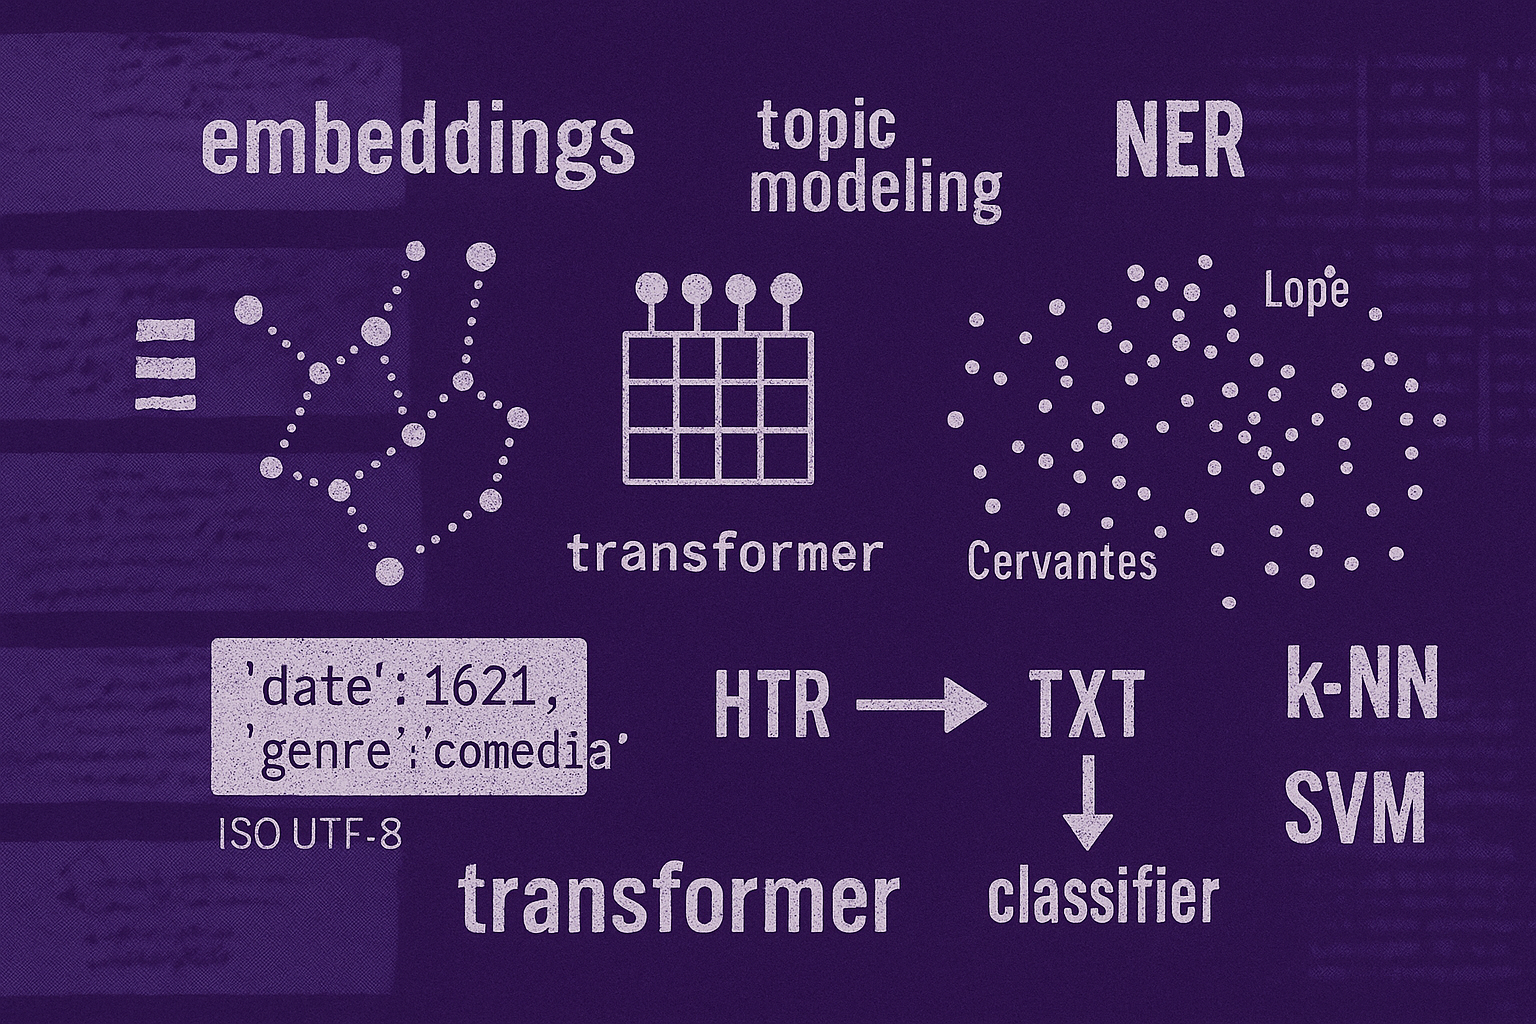 embeddings
topic
modeling
NER
Lope
transformer
Cervantes
'date': 1621,
'genre':'comedia'
ISO UTF-8
HTR
TXT
k-NN
SVM
transformer
classifier